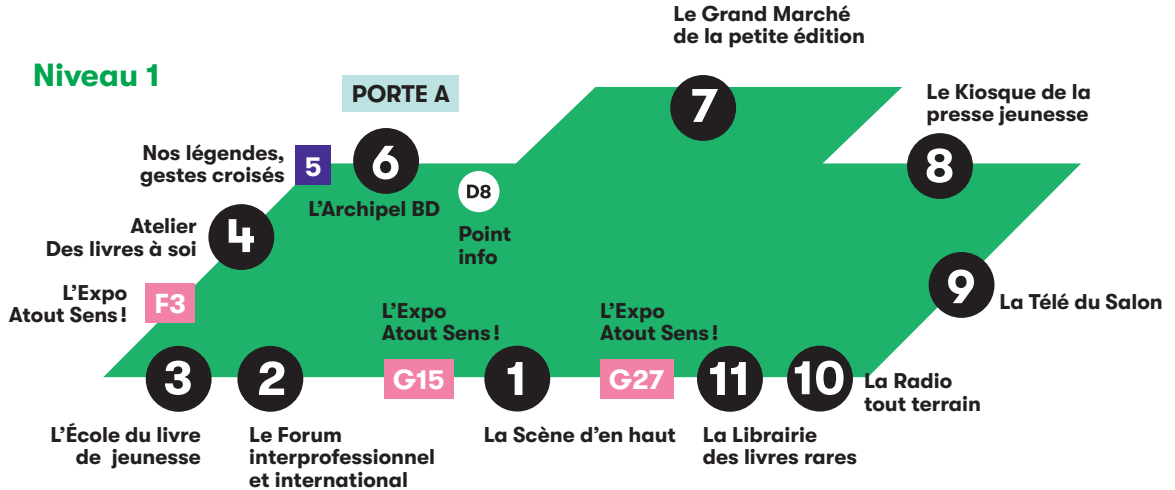 Le Grand Marché
de la petite édition
Niveau 1
PORTE A
7
Le Kiosque de la
presse jeunesse
Nos légendes,
gestes croisés
5
6
8
L'Archipel BD
D8
Point
info
Atelier
Des livres à soi
4
L'Expo
Atout Sens !
F3
9
La Télé du Salon
L'Expo
Atout Sens !
G15
L'Expo
Atout Sens !
G27
3
2
1
11
10
La Radio
tout terrain
L'École du livre
de jeunesse
Le Forum
interprofessionnel
et international
La Scène d'en haut
La Librairie
des livres rares